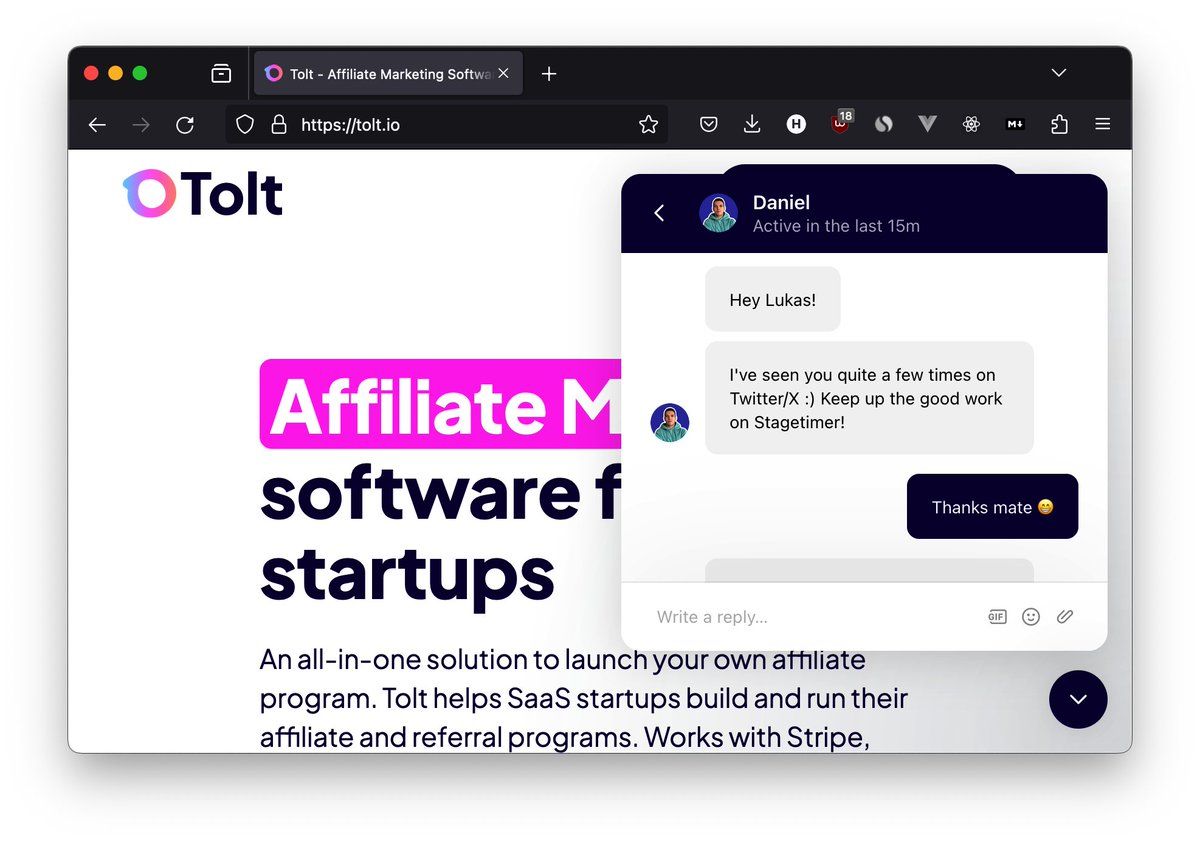 Tolt - Affiliate Marketing Softwa
https://tolt.io
18
H
M
Tolt
Affiliate M
software f
startups
An all-in-one solution to launch your own affiliate
program. Tolt helps SaaS startups build and run their
affiliate and referral programs. Works with Stripe,
Daniel
Active in the last 15m
Hey Lukas!
I've seen you quite a few times on
Twitter/X :) Keep up the good work
on Stagetimer!
Thanks mate 😁
Write a reply...
GIF